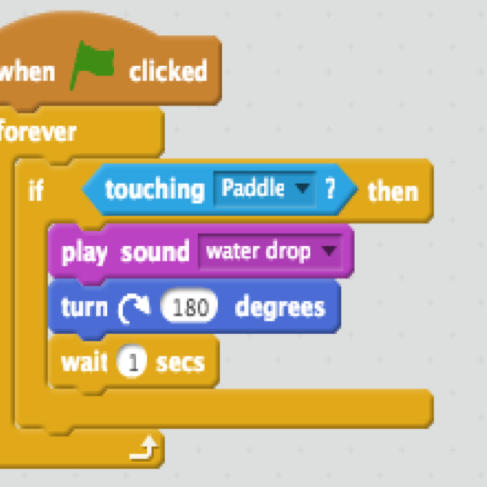 when clicked
forever
if touching Paddle ? then
play sound water drop
turn 180 degrees
wait 1 secs